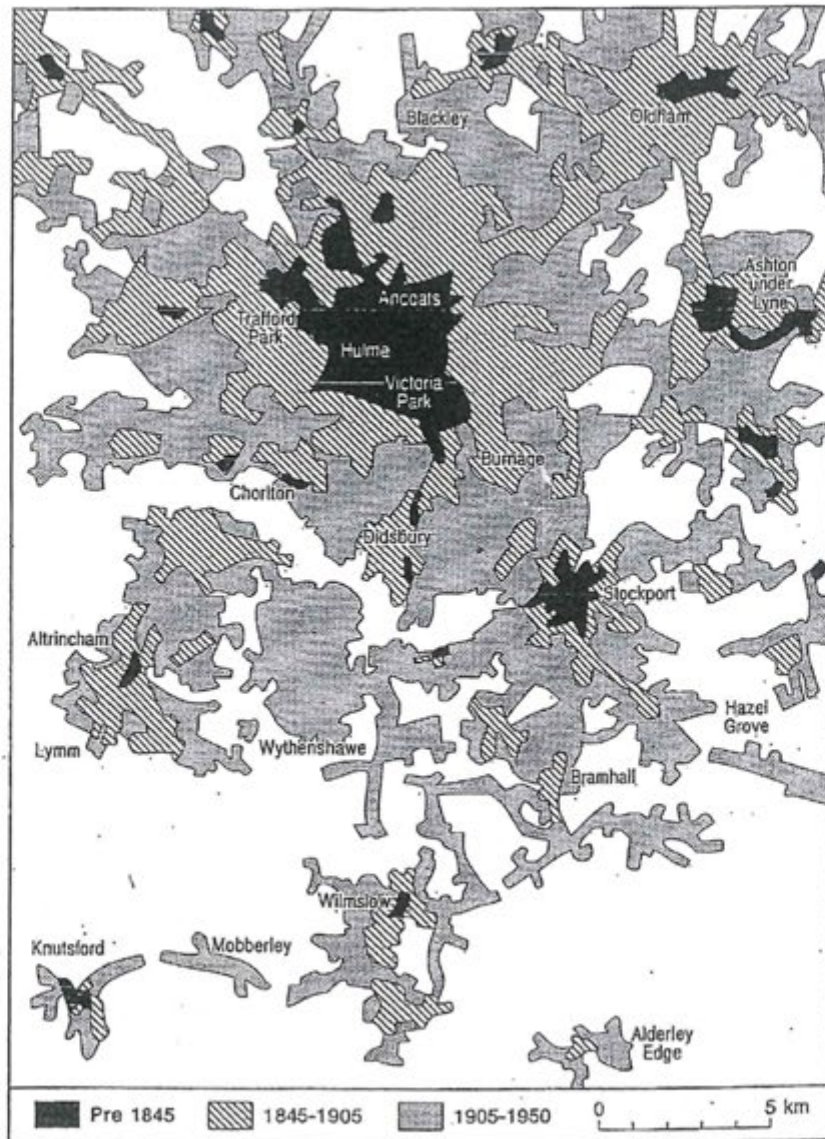 Blackley
Oldham
Ashton
under
Lyne
Ancoats
Trafford
Park
Hulme
Victoria
Park
Burnage
Chorlton
Didsbury
Stockport
Altrincham
Hazel
Grove
Lymm
Wythenshawe
Bramhall
Wilmslow
Knutsford
Mobberley
Alderley
Edge
Pre 1845
1845-1905
1905-1950
0
5 km